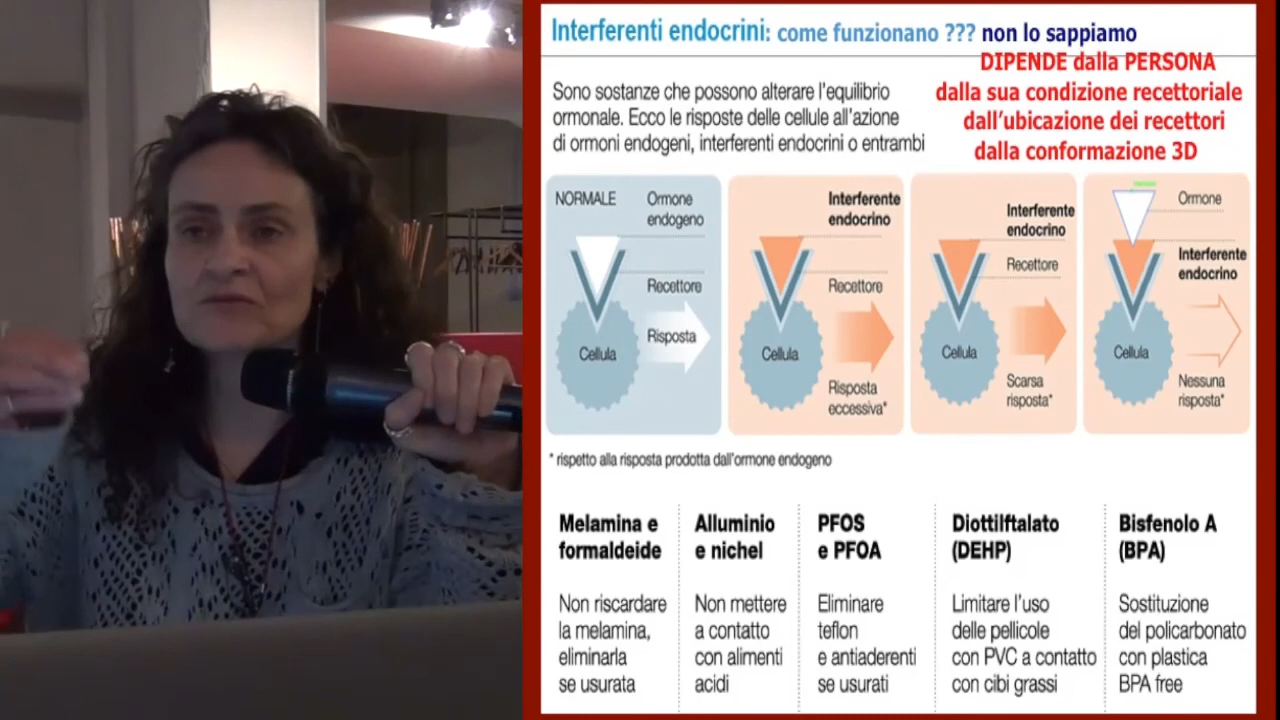 Interferenti endocrini: come funzionano ??? non lo sappiamo
DIPENDE dalla PERSONA
dalla sua condizione recettoriale
dall'ubicazione dei recettori
dalla conformazione 3D
Sono sostanze che possono alterare l'equilibrio
ormonale. Ecco le risposte delle cellule all'azione
di ormoni endogeni, interferenti endocrini o entrambi
NORMALE
Ormone
endogeno
Recettore
Risposta
Cellula
Interferente
endocrino
Recettore
Cellula
Risposta
eccessiva*
Interferente
endocrino
Recettore
Cellula
Scarsa
risposta*
Ormone
Interferente
endocrino
Cellula
Nessuna
risposta*
* rispetto alla risposta prodotta dall'ormone endogeno
Melamina e
formaldeide
Non riscardare
la melamina,
eliminarla
se usurata
Alluminio
e nichel
Non mettere
a contatto
con alimenti
acidi
PFOS
e PFOA
Eliminare
teflon
e antiaderenti
se usurati
Diottilftalato
(DEHP)
Limitare l'uso
delle pellicole
con PVC a contatto
con cibi grassi
Bisfenolo A
(BPA)
Sostituzione
del policarbonato
con plastica
BPA free